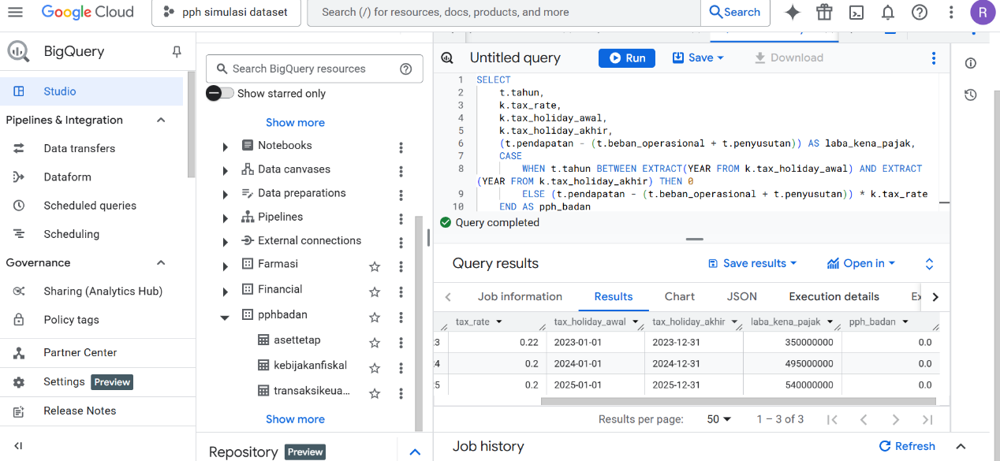 Google Cloud
pph simulasi dataset
Search (/) for resources, docs, products, and more
Search
R
BigQuery
Studio
Pipelines & Integration
Data transfers
Dataform
Scheduled queries
Scheduling
Governance
Sharing (Analytics Hub)
Policy tags
Partner Center
Settings Preview
Release Notes
Search BigQuery resources
Show starred only
Show more
Notebooks
Data canvases
Data preparations
Pipelines
External connections
Farmasi
Financial
pphbadan
asettetap
kebijakanfiskal
transaksikeua...
Show more
Repository Preview
Untitled query
Run
Save
Download
1 SELECT
2 t.tahun,
3 k.tax_rate,
4 k.tax_holiday_awal,
5 k.tax_holiday_akhir,
6 (t.pendapatan - (t.beban_operasional + t.penyusutan)) AS laba_kena_pajak,
7 CASE
8 WHEN t.tahun BETWEEN EXTRACT(YEAR FROM k.tax_holiday_awal) AND EXTRACT
(YEAR FROM k.tax_holiday_akhir) THEN 0
9 ELSE (t.pendapatan - (t.beban_operasional + t.penyusutan)) * k.tax_rate
10 END AS pph_badan
Query completed
Query results
Save results
Open in
Job information Results Chart JSON Execution details Ex
tax_rate tax_holiday_awal tax_holiday_akhir laba_kena_pajak pph_badan
3 0.22 2023-01-01 2023-12-31 350000000 0.0
4 0.2 2024-01-01 2024-12-31 495000000 0.0
5 0.2 2025-01-01 2025-12-31 540000000 0.0
Results per page: 50 1 – 3 of 3
Job history
Refresh